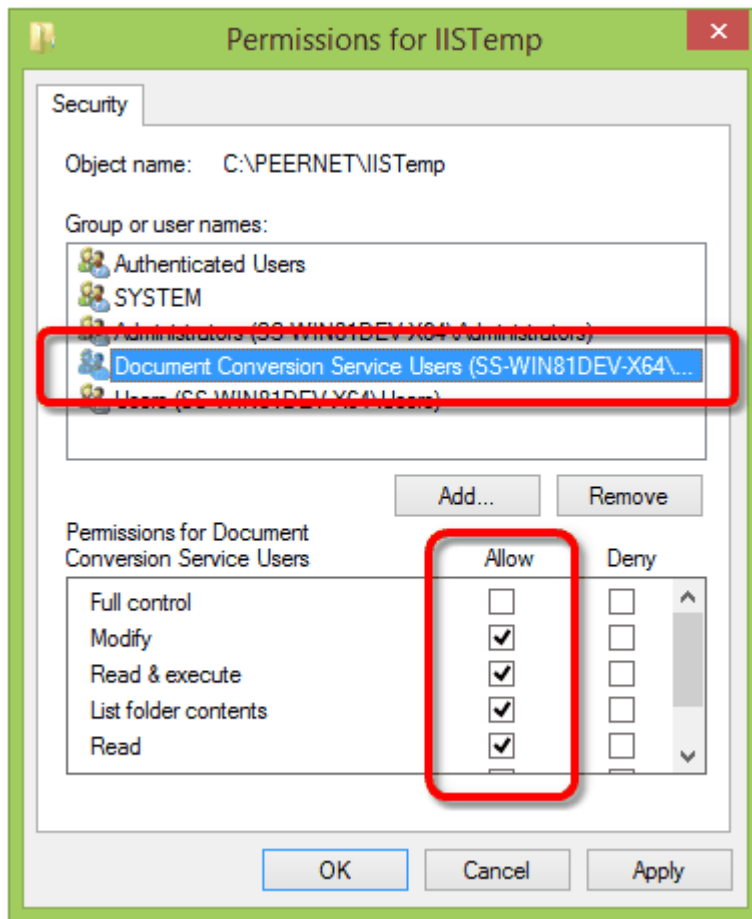 Permissions for IISTemp
Security
Object name: C:\PEERNET\IISTemp
Group or user names:
Authenticated Users
SYSTEM
Administrators (SS-WIN81DEV-X64\Administrators)
Document Conversion Service Users (SS-WIN81DEV-X64\...
Users (SS-WIN81DEV-X64\Users)
Add... Remove
Permissions for Document
Conversion Service Users Allow Deny
Full control
Modify
Read & execute
List folder contents
Read
OK Cancel Apply